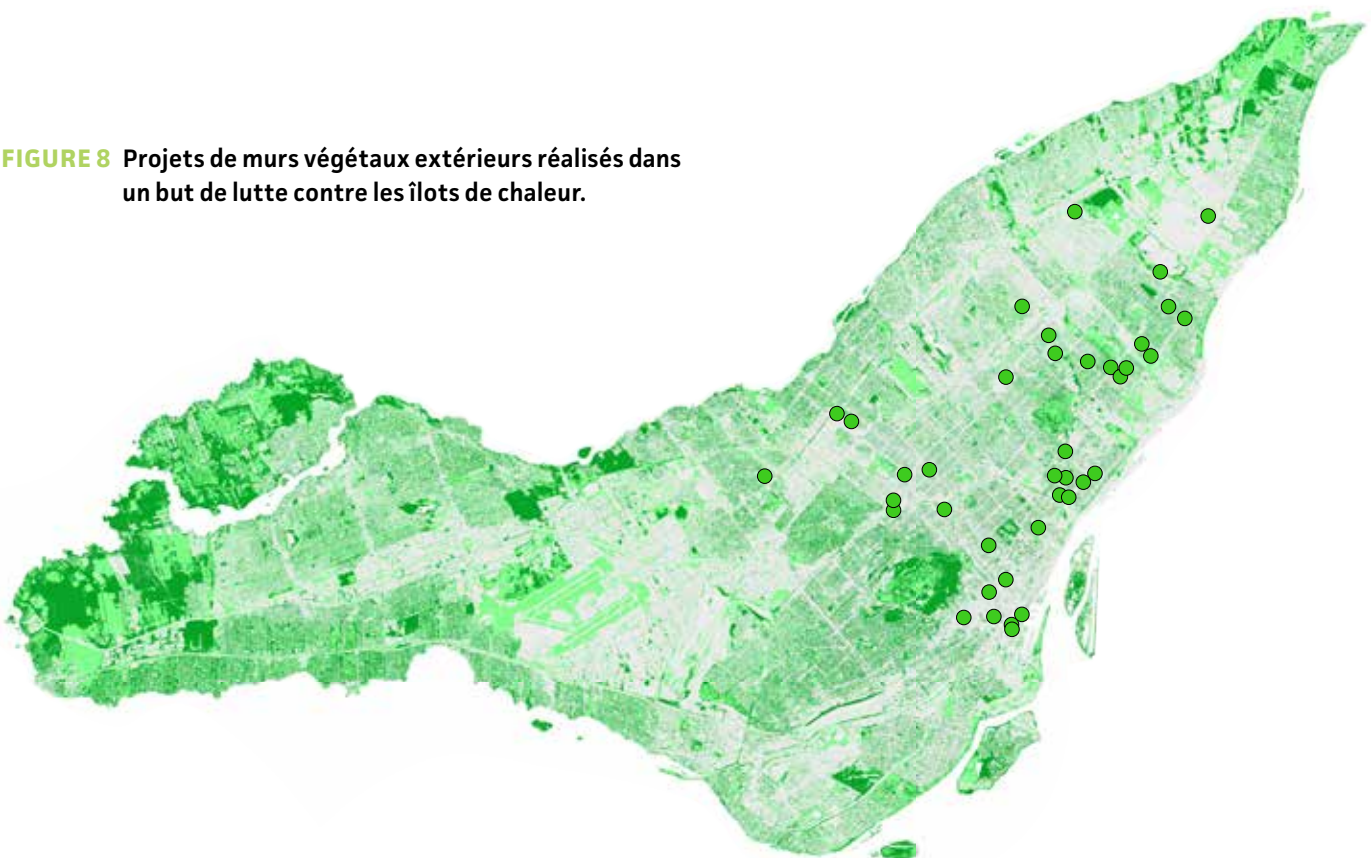 FIGURE 8 Projets de murs végétaux extérieurs réalisés dans
un but de lutte contre les îlots de chaleur.